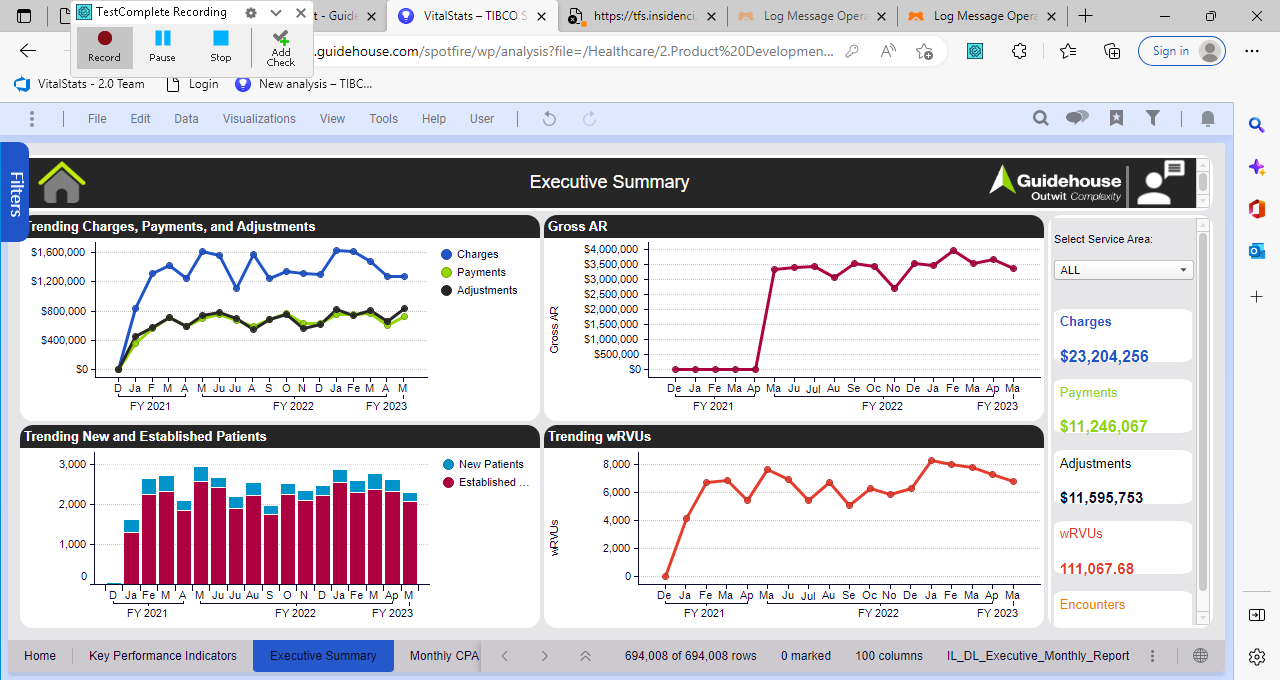 TestComplete Recording
Record
Pause
Stop
Add
Check
t - Guide
VitalStats – TIBCO S
https://tfs.insidenci.
Log Message Opera
Log Message Opera
.guidehouse.com/spotfire/wp/analysis?file=/Healthcare/2.Product%20Developmen...
Sign in
VitalStats - 2.0 Team
Login
New analysis – TIBC...
File
Edit
Data
Visualizations
View
Tools
Help
User
Filters
Executive Summary
Guidehouse
Outwit Complexity
Trending Charges, Payments, and Adjustments
$1,600,000
$1,200,000
$800,000
$400,000
$0
D Ja F M A M Ju Ju A S O N D Ja Fe M A M
FY 2021 FY 2022 FY 2023
Charges
Payments
Adjustments
Gross AR
Gross AR
$4,000,000
$3,500,000
$3,000,000
$2,500,000
$2,000,000
$1,500,000
$1,000,000
$500,000
$0
De Ja Fe Ma Ap Ma Ju Jul Au Se Oc No De Ja Fe Ma Ap Ma
FY 2021 FY 2022 FY 2023
Select Service Area:
ALL
Charges
$23,204,256
Payments
$11,246,067
Adjustments
$11,595,753
wRVUs
111,067.68
Encounters
Trending New and Established Patients
3,000
2,000
1,000
0
D Ja Fe M A M Ju Ju Au S O N D Ja Fe M Ap M
FY 2021 FY 2022 FY 2023
New Patients
Established ...
Trending wRVUs
wRVUs
8,000
6,000
4,000
2,000
0
De Ja Fe Ma Ap Ma Ju Jul Au Se Oc No De Ja Fe Ma Ap Ma
FY 2021 FY 2022 FY 2023
Home
Key Performance Indicators
Executive Summary
Monthly CPA
694,008 of 694,008 rows
0 marked
100 columns
IL_DL_Executive_Monthly_Report